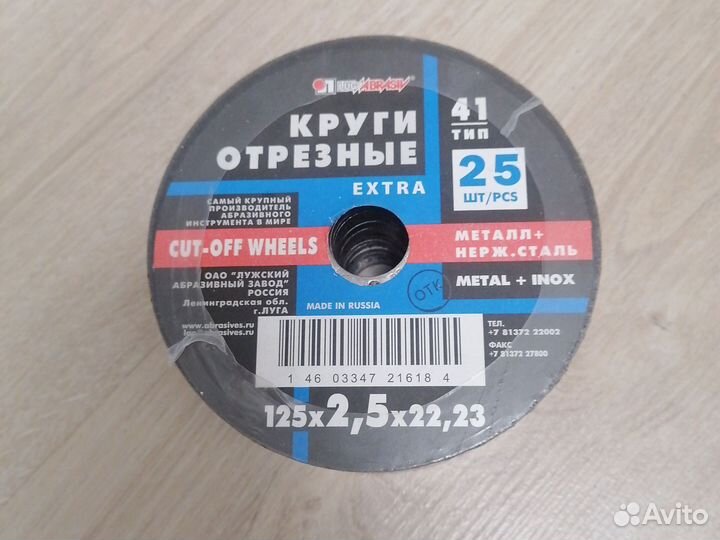 ABRASIV
КРУГИ
ОТРЕЗНЫЕ
EXTRA
41
ТИП
25
ШТ/PCS
САМЫЙ КРУПНЫЙ
ПРОИЗВОДИТЕЛЬ
АБРАЗИВНОГО
ИНСТРУМЕНТА В МИРЕ
CUT-OFF WHEELS
МЕТАЛЛ+
НЕРЖ.СТАЛЬ
METAL + INOX
ОАО "ЛУЖСКИЙ
АБРАЗИВНЫЙ ЗАВОД"
РОССИЯ
Ленинградская обл.
г.ЛУГА
www.abrasives.ru
MADE IN RUSSIA
ОТК
ТЕЛ.
+7 81372 22002
ФАКС
+7 81372 27800
1 46 03347 21618 4
125x2,5x22,23
Avito